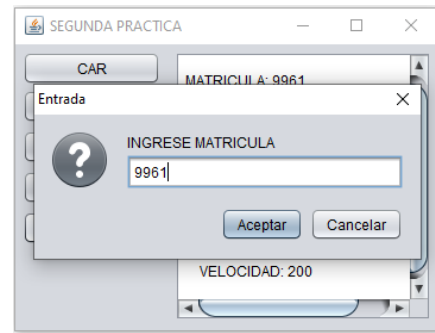 SEGUNDA PRACTICA
CAR
MATRICULA: 9961
Entrada
INGRESE MATRICULA
9961
Aceptar
Cancelar
VELOCIDAD: 200